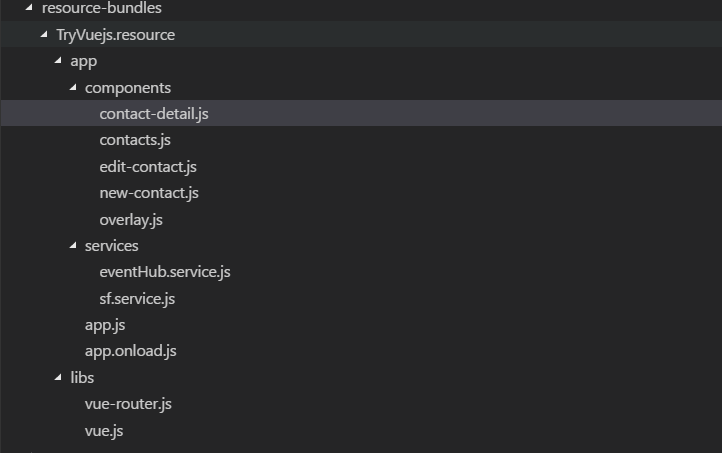 resource-bundles
TryVuejs.resource
app
components
contact-detail.js
contacts.js
edit-contact.js
new-contact.js
overlay.js
services
eventHub.service.js
sf.service.js
app.js
app.onload.js
libs
vue-router.js
vue.js